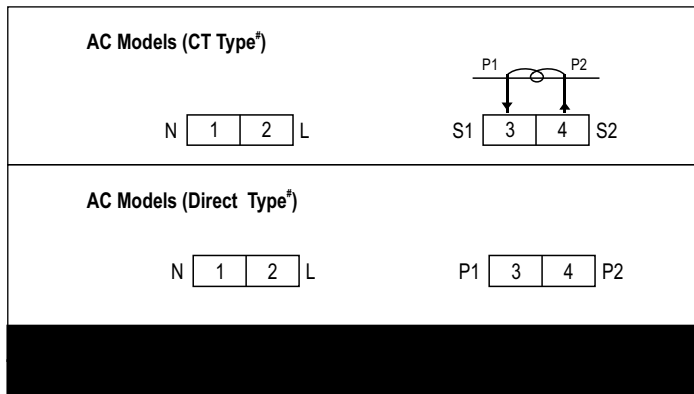 AC Models (CT Type#)
P1 P2
N 1 2 L S1 3 4 S2
AC Models (Direct Type#)
N 1 2 L P1 3 4 P2